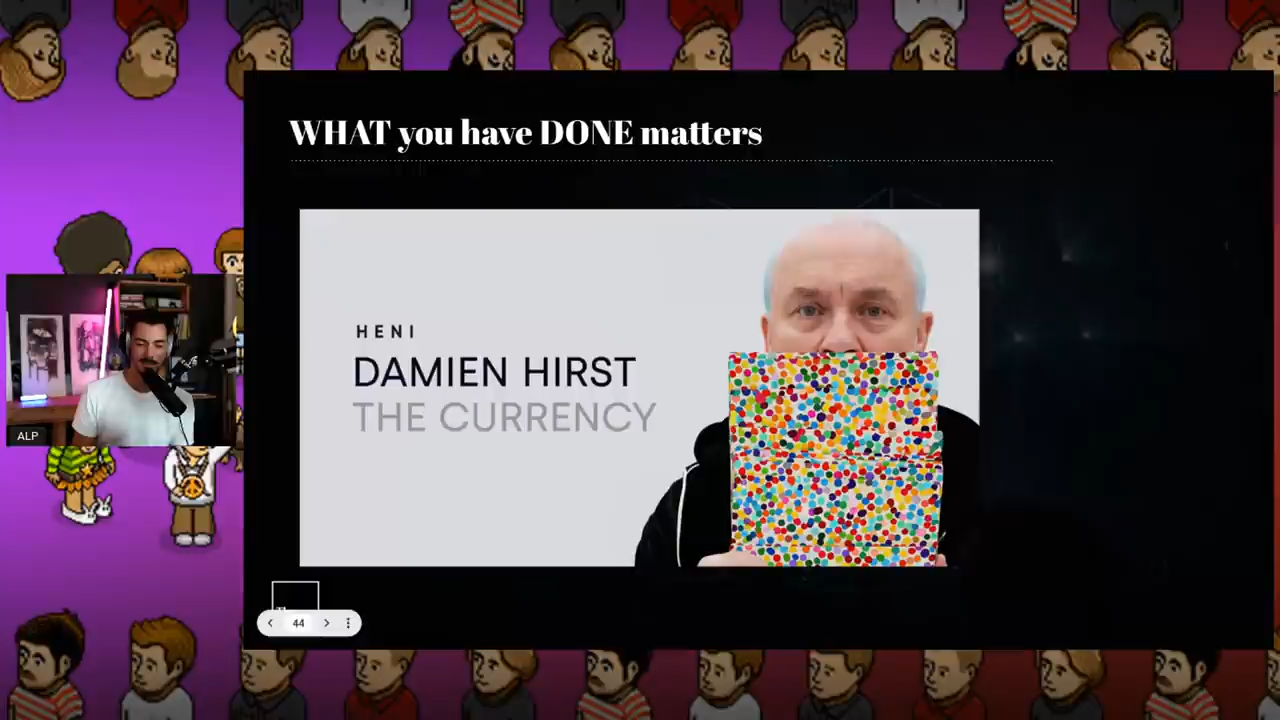 WHAT you have DONE matters
HENI
DAMIEN HIRST
THE CURRENCY
ALP
44